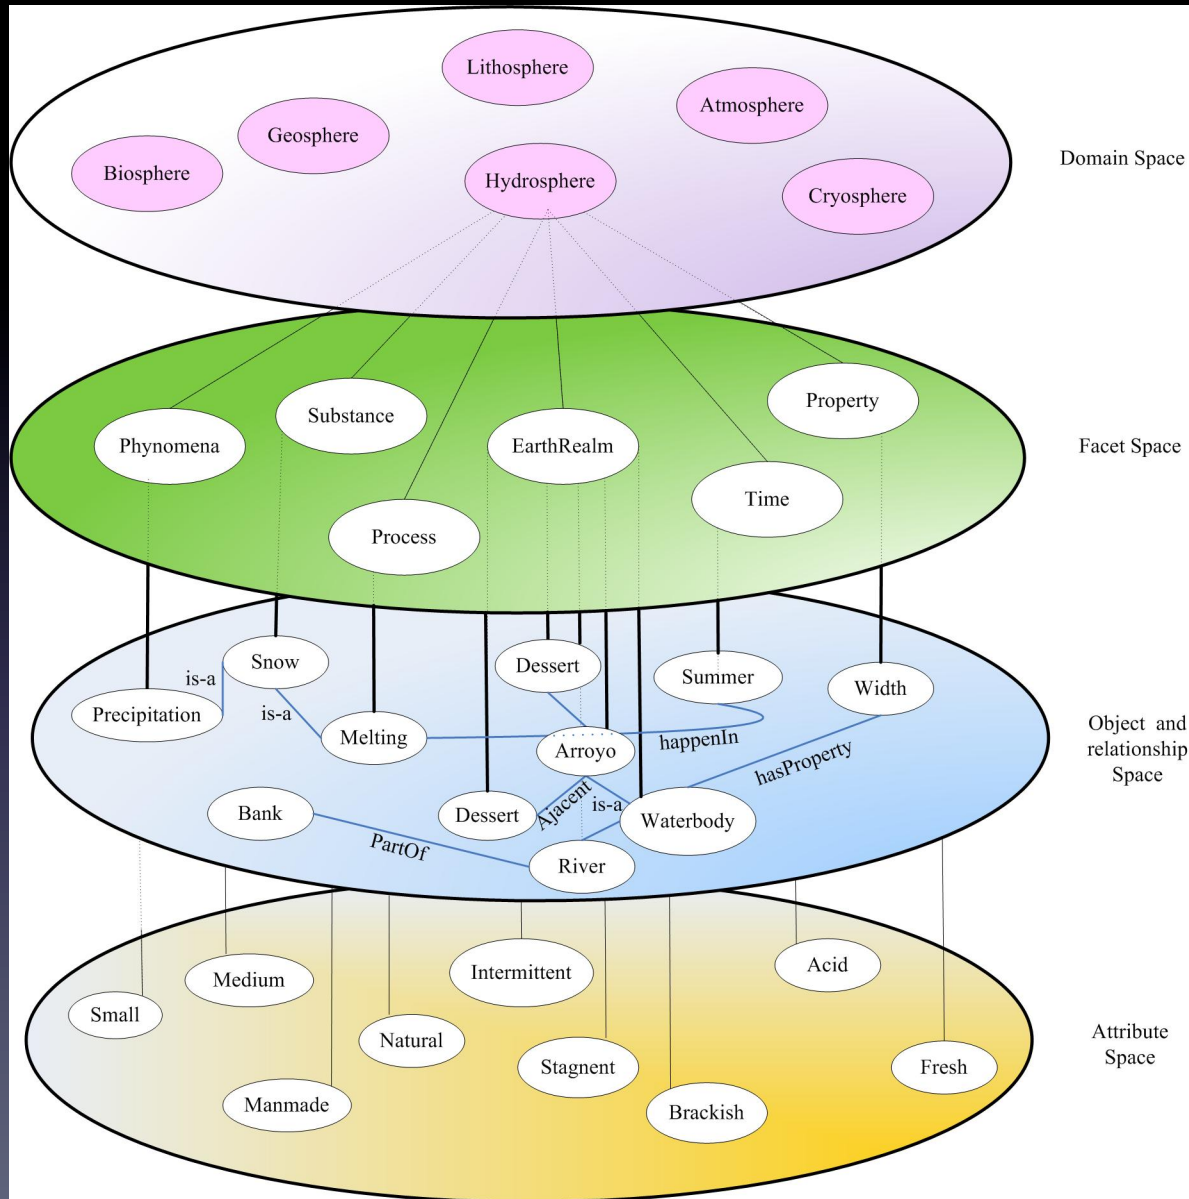 Lithosphere
Atmosphere
Geosphere
Biosphere
Hydrosphere
Cryosphere
Domain Space
Substance
Property
Phynomena
EarthRealm
Facet Space
Time
Process
Snow
Dessert
Summer
is-a
Precipitation
is-a
Width
Melting
Arroyo
happenIn
hasProperty
Object and
relationship
Space
Bank
Dessert
Ajacent
is-a
Waterbody
PartOf
River
Medium
Intermittent
Acid
Small
Natural
Attribute
Space
Stagnent
Fresh
Manmade
Brackish